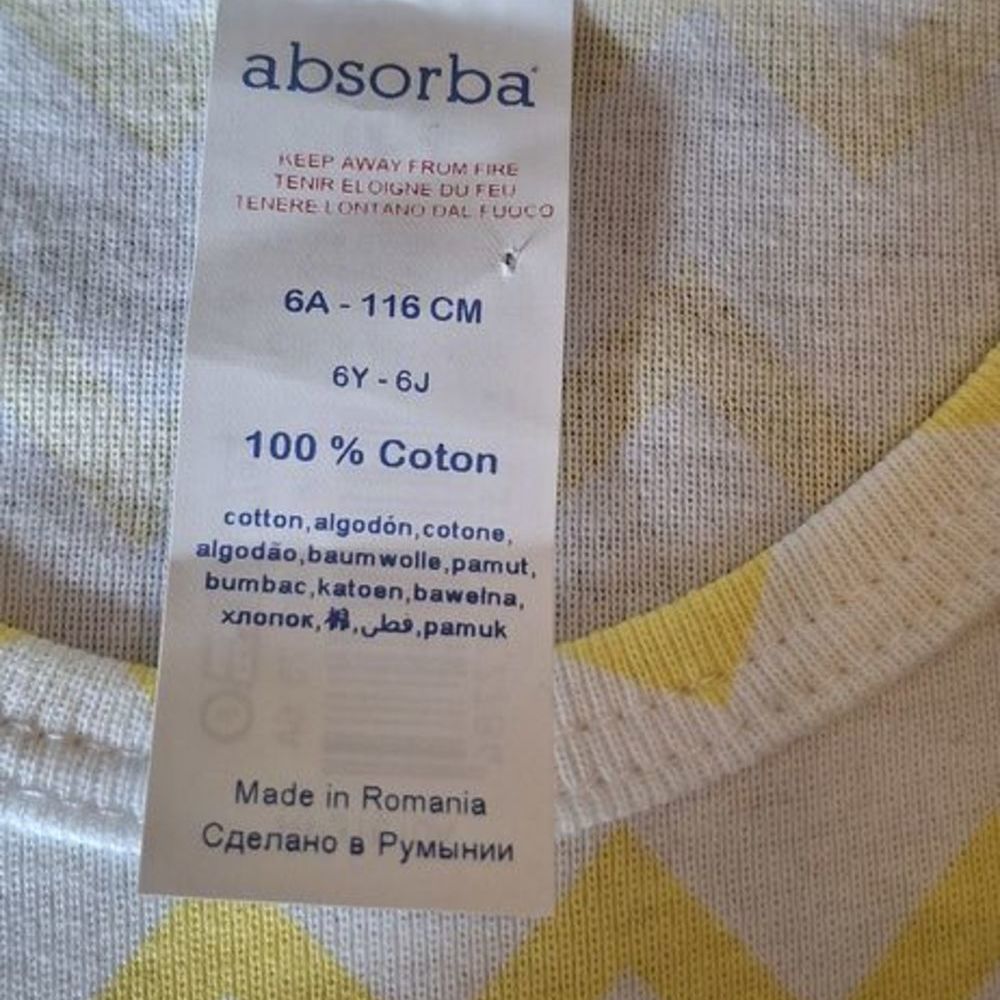 absorba
KEEP AWAY FROM FIRE
TENIR ELOIGNE DU FEU
TENERE LONTANO DAL FUOCO
6A - 116 CM
6Y - 6J
100 % Coton
cotton,algodón,cotone,
algodão,baumwolle,pamut,
bumbac,katoen,bawełna,
хлопок,棉,قطن,pamuk
Made in Romania
Сделано в Румынии